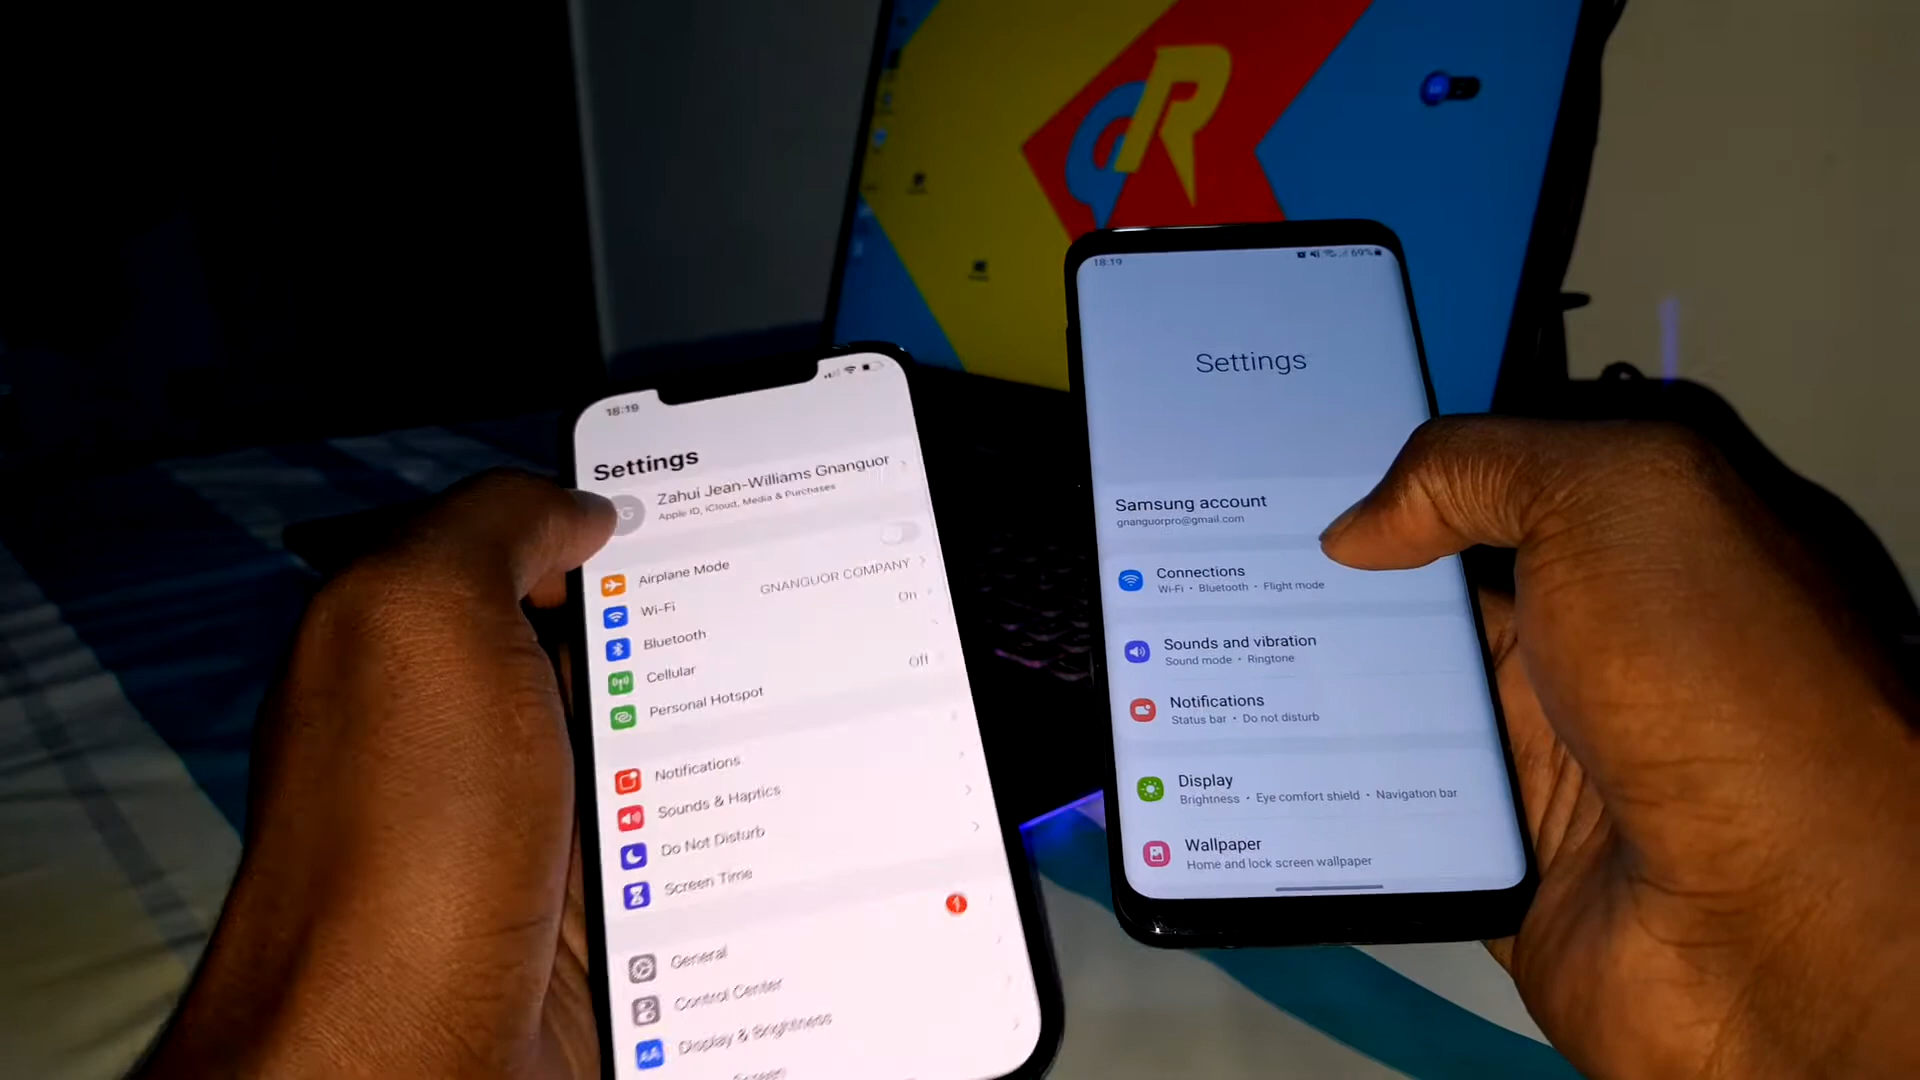 GR
18:19
Settings
Zahui Jean-Williams Gnanguor
Apple ID, iCloud, Media & Purchases
Airplane Mode
Wi-Fi GNANGUOR COMPANY
Bluetooth On
Cellular
Personal Hotspot Off
Notifications
Sounds & Haptics
Do Not Disturb
Screen Time
General 1
Control Center
Display & Brightness
Screen
18:19 69%
Settings
Samsung account
gnanguorpro@gmail.com
Connections
Wi-Fi • Bluetooth • Flight mode
Sounds and vibration
Sound mode • Ringtone
Notifications
Status bar • Do not disturb
Display
Brightness • Eye comfort shield • Navigation bar
Wallpaper
Home and lock screen wallpaper